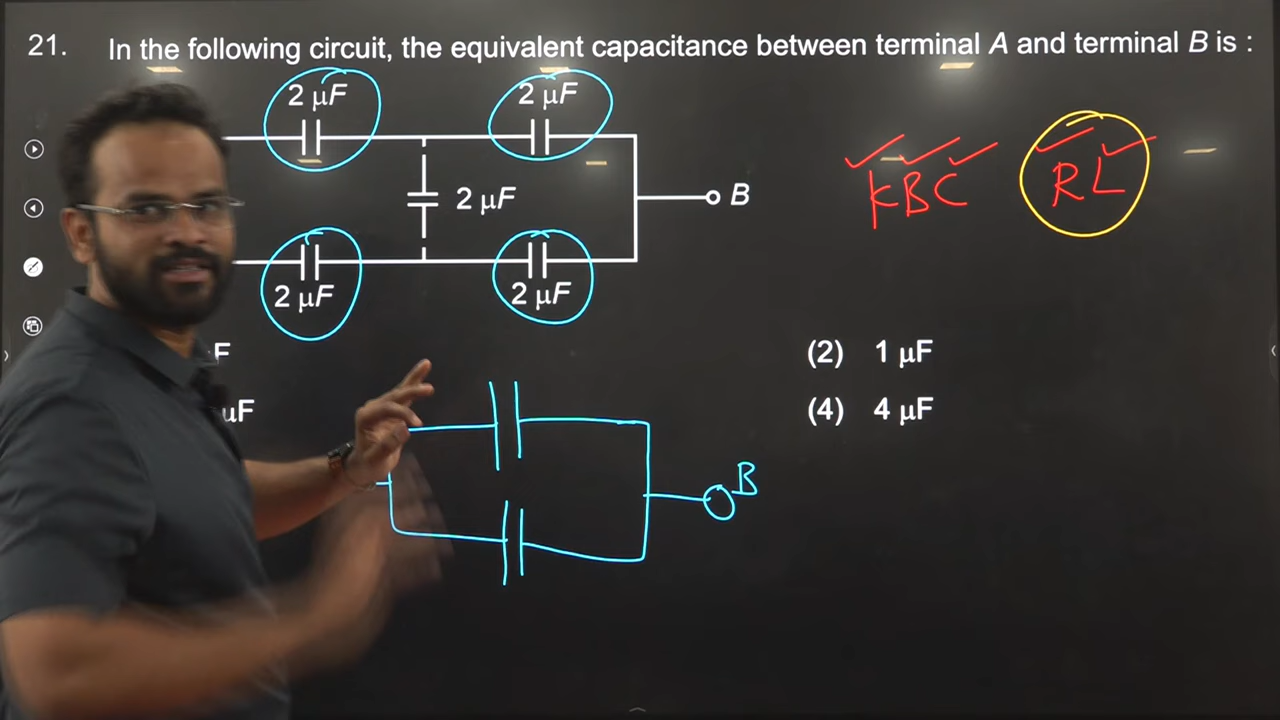 21. In the following circuit, the equivalent capacitance between terminal A and terminal B is :
2 μF 2 μF
KBC RL
2 μF B
2 μF 2 μF
F (2) 1 μF
μF (4) 4 μF
B